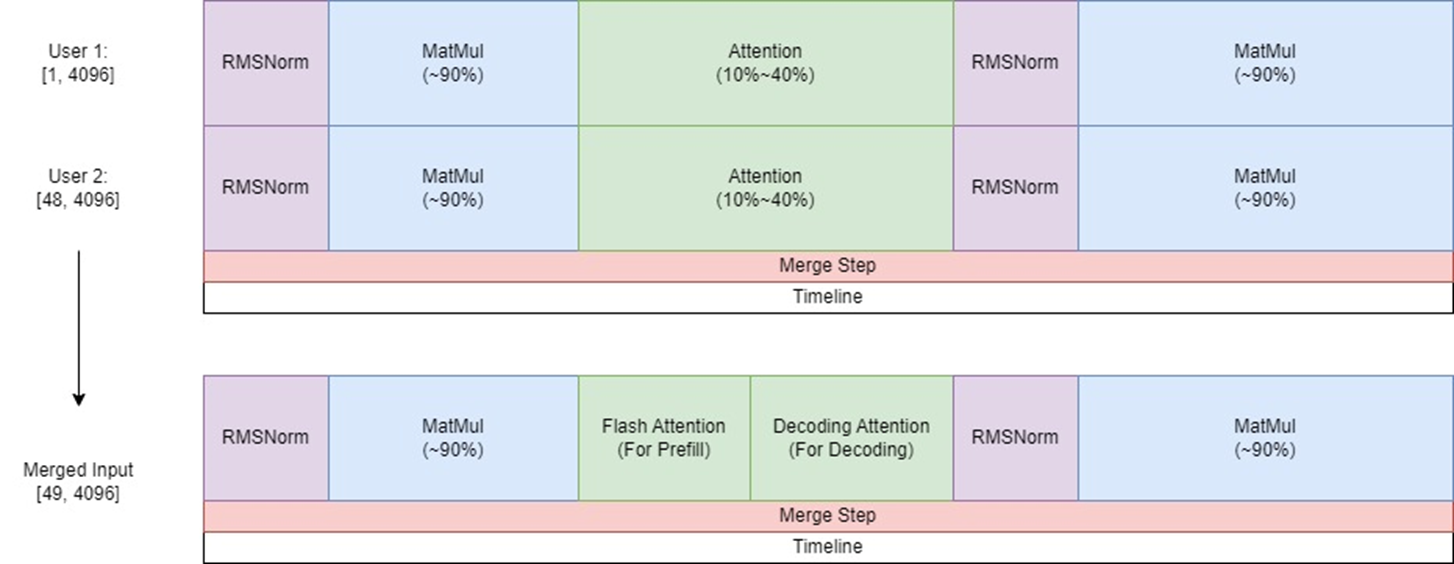 User 1:
[1, 4096]
RMSNorm
MatMul
(~90%)
Attention
(10%~40%)
RMSNorm
MatMul
(~90%)
User 2:
[48, 4096]
RMSNorm
MatMul
(~90%)
Attention
(10%~40%)
RMSNorm
MatMul
(~90%)
Merge Step
Timeline
Merged Input
[49, 4096]
RMSNorm
MatMul
(~90%)
Flash Attention
(For Prefill)
Decoding Attention
(For Decoding)
RMSNorm
MatMul
(~90%)
Merge Step
Timeline